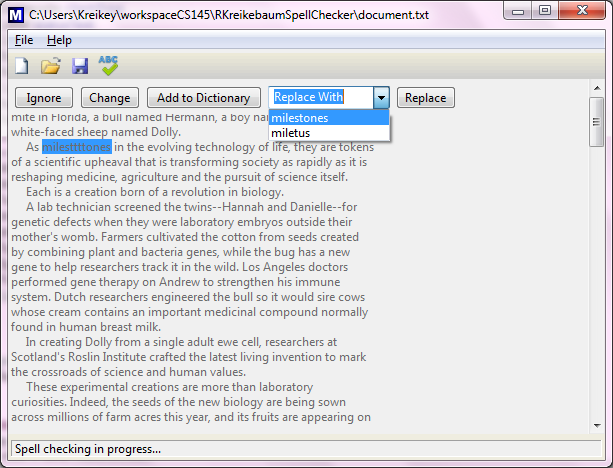 C:\Users\Kreikey\workspaceCS145\RKreikebaumSpellChecker\document.txt
File Help
ABC
Ignore Change Add to Dictionary Replace With Replace
milestones
miletus
mite in Florida, a bull named Hermann, a boy na
white-faced sheep named Dolly.
As milesttttones in the evolving technology of life, they are tokens
of a scientific upheaval that is transforming society as rapidly as it is
reshaping medicine, agriculture and the pursuit of science itself.
Each is a creation born of a revolution in biology.
A lab technician screened the twins--Hannah and Danielle--for
genetic defects when they were laboratory embryos outside their
mother's womb. Farmers cultivated the cotton from seeds created
by combining plant and bacteria genes, while the bug has a new
gene to help researchers track it in the wild. Los Angeles doctors
performed gene therapy on Andrew to strengthen his immune
system. Dutch researchers engineered the bull so it would sire cows
whose cream contains an important medicinal compound normally
found in human breast milk.
In creating Dolly from a single adult ewe cell, researchers at
Scotland's Roslin Institute crafted the latest living invention to mark
the crossroads of science and human values.
These experimental creations are more than laboratory
curiosities. Indeed, the seeds of the new biology are being sown
across millions of farm acres this year, and its fruits are appearing on
Spell checking in progress...